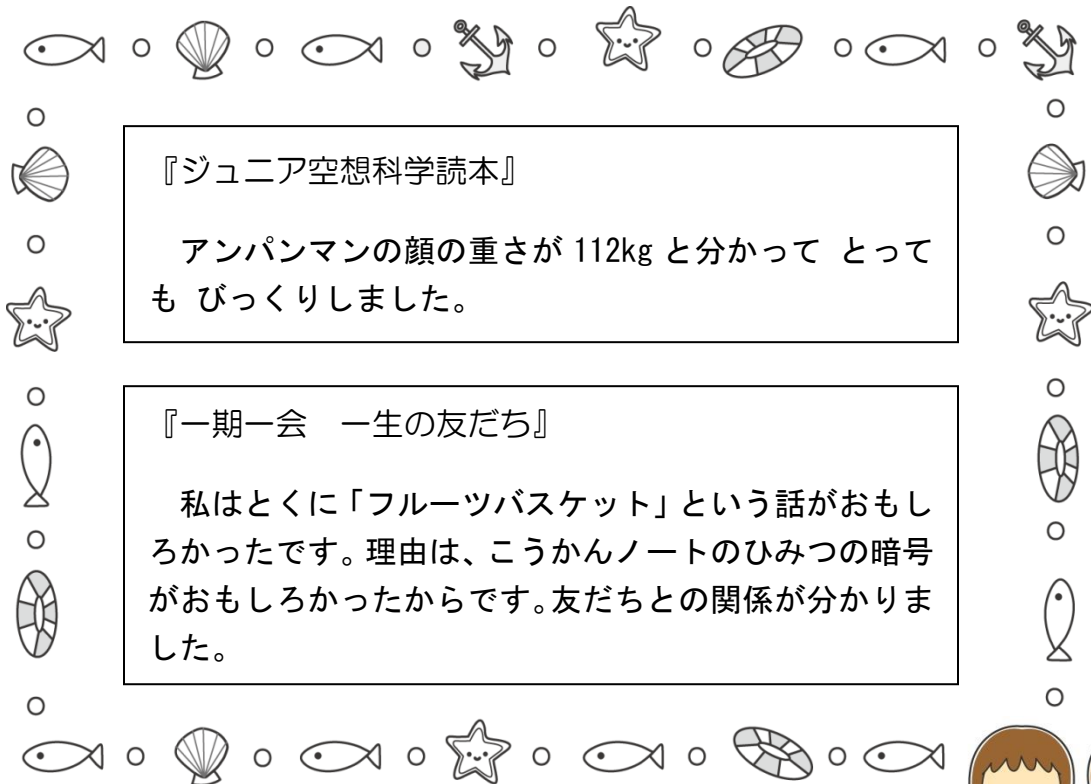 『ジュニア空想科学読本』
アンパンマンの顔の重さが 112kg と分かって とって
も びっくりしました。
『一期一会　一生の友だち』
私はとくに「フルーツバスケット」という話がおもし
ろかったです。理由は、こうかんノートのひみつの暗号
がおもしろかったからです。友だちとの関係が分かりま
した。